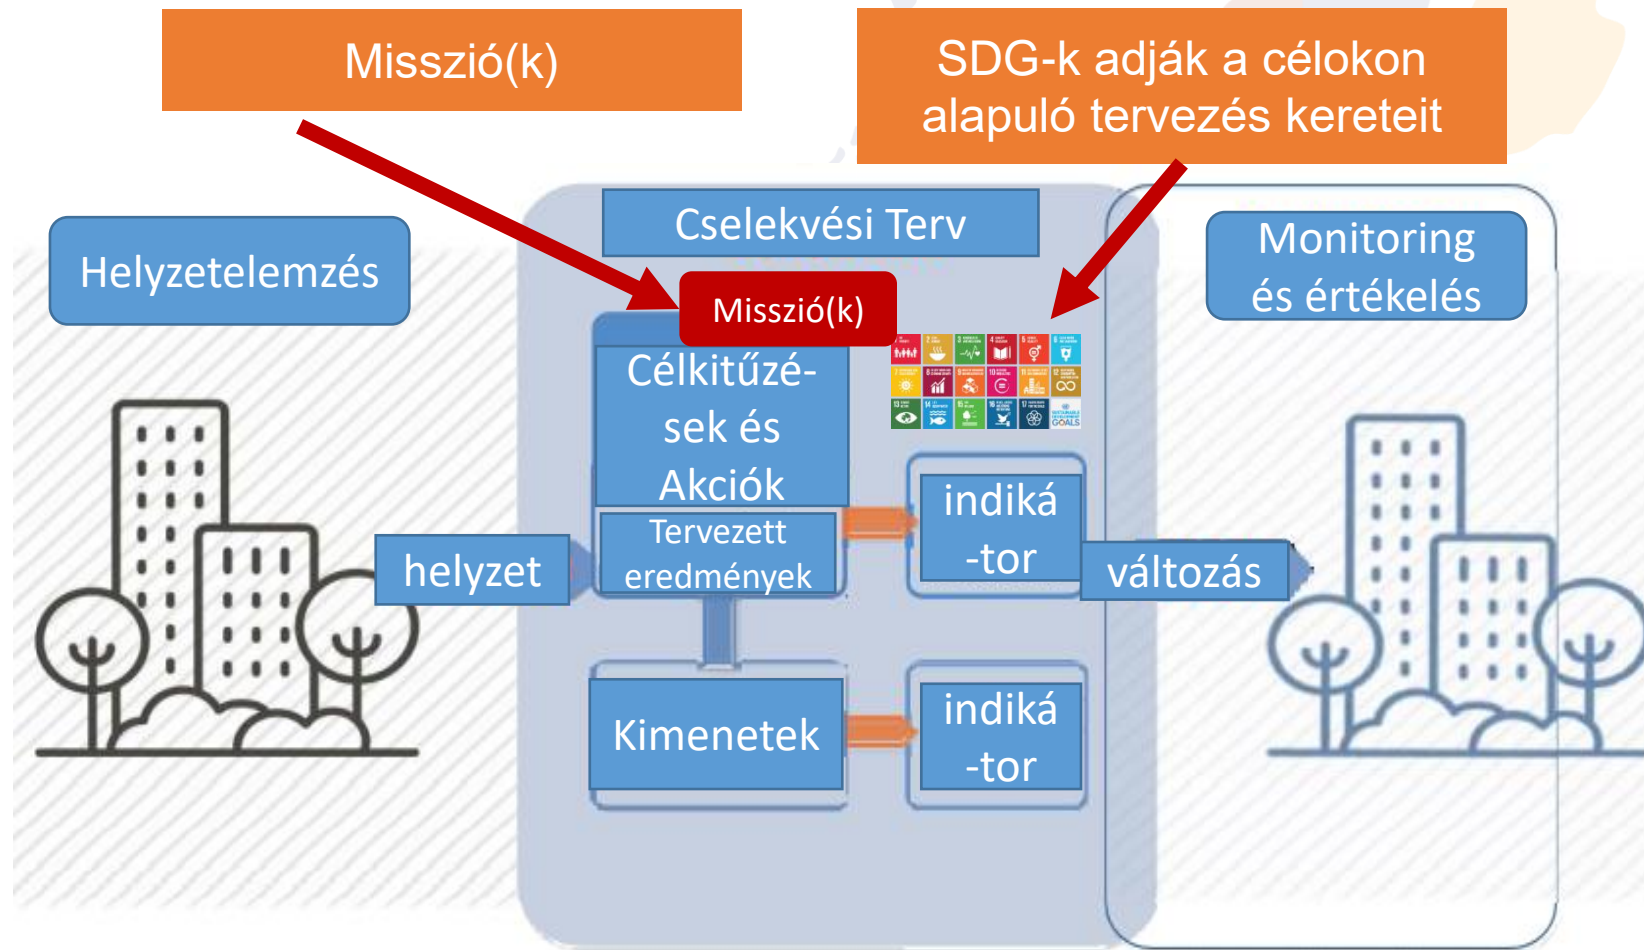 Misszió(k)
SDG-k adják a célokon
alapuló tervezés kereteit
Helyzetelemzés
Cselekvési Terv
Monitoring
és értékelés
Misszió(k)
Célkitűzé-
sek és
Akciók
Tervezett
eredmények
indiká
-tor
helyzet
változás
Kimenetek
indiká
-tor
GOALS